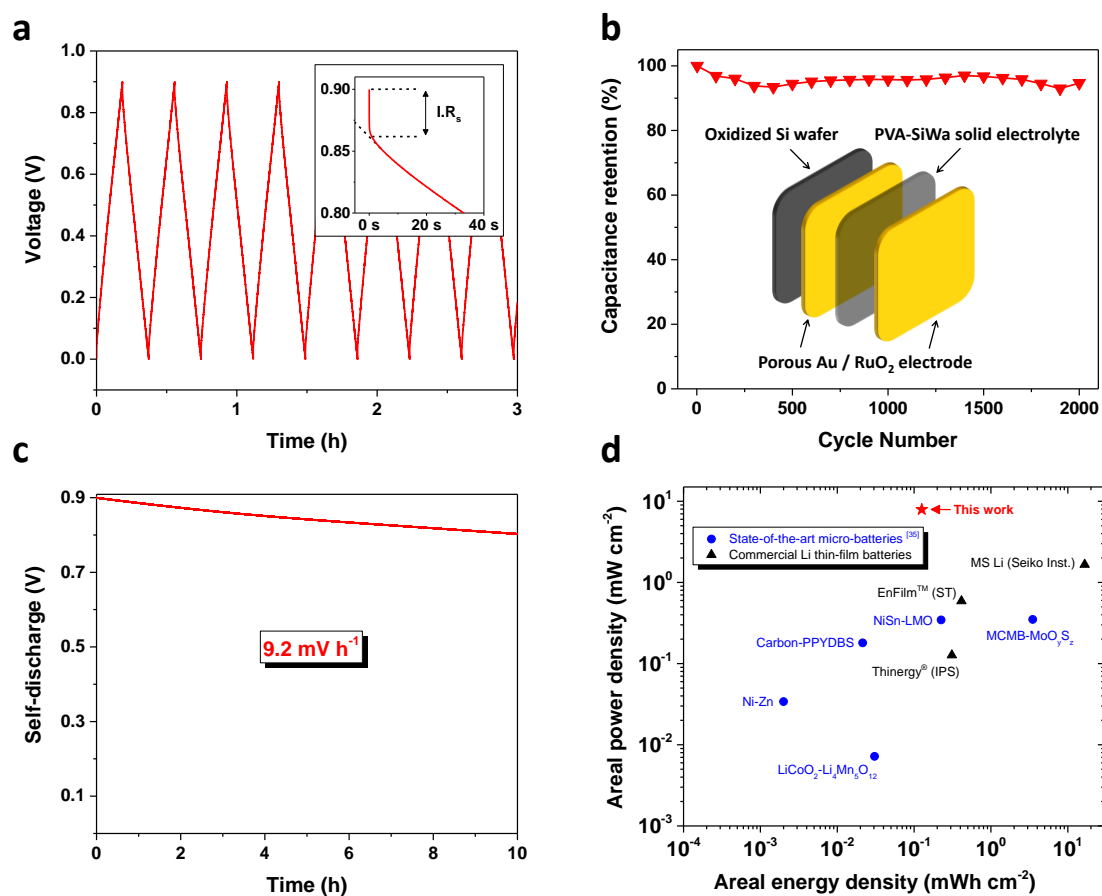 a
1.0
0.8
0.6
0.4
0.2
0.0
Voltage (V)
0
1
2
3
Time (h)
0.90
0.85
0.80
0 s
20 s
40 s
I.Rs
b
100
80
60
40
20
0
Capacitance retention (%)
Oxidized Si wafer
PVA-SiWa solid electrolyte
Porous Au / RuO₂ electrode
0
500
1000
1500
2000
Cycle Number
c
0.9
0.7
0.5
0.3
0.1
Self-discharge (V)
9.2 mV h⁻¹
0
2
4
6
8
10
Time (h)
d
10¹
10⁰
10⁻¹
10⁻²
10⁻³
Areal power density (mW cm⁻²)
This work
State-of-the-art micro-batteries [35]
Commercial Li thin-film batteries
MS Li (Seiko Inst.)
EnFilm™ (ST)
NiSn-LMO
MCMB-MoOySz
Carbon-PPYDBS
Thinergy® (IPS)
Ni-Zn
LiCoO₂-Li₄Mn₅O₁₂
10⁻⁴
10⁻³
10⁻²
10⁻¹
10⁰
10¹
Areal energy density (mWh cm⁻²)